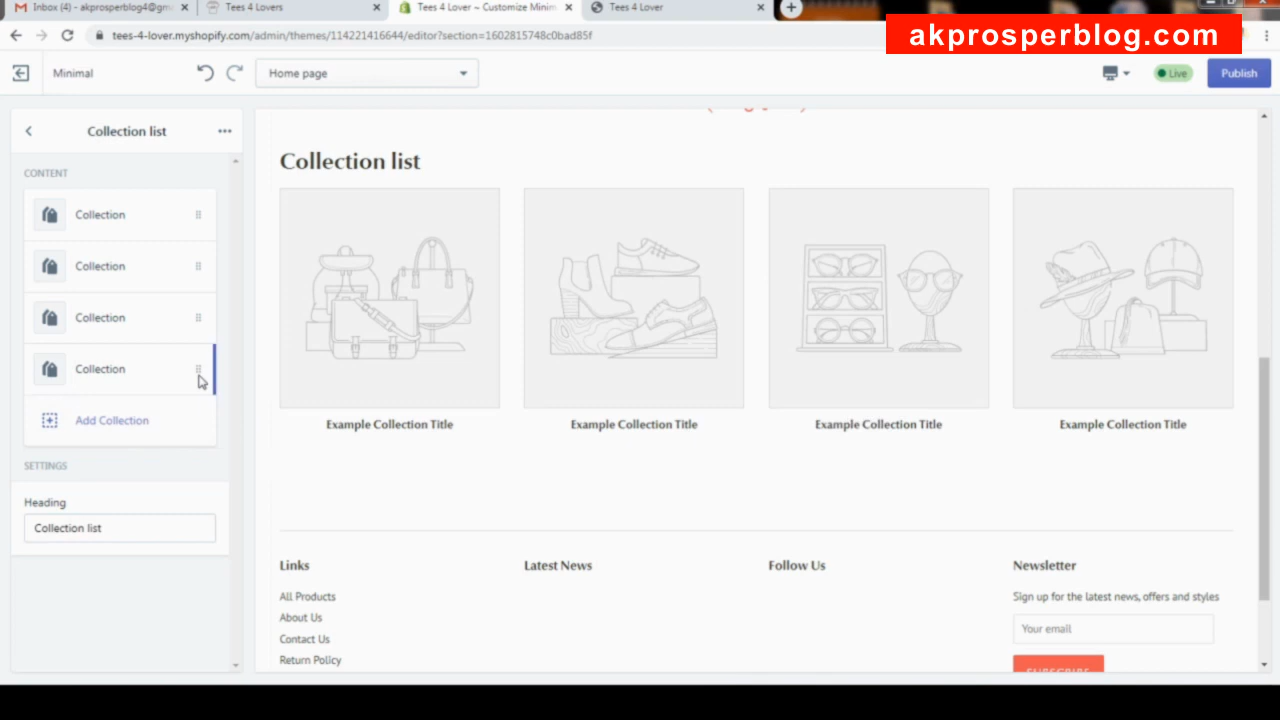 Inbox (4) - akprosperblog4@gm
Tees 4 Lovers
Tees 4 Lover ~ Customize Minim
Tees 4 Lover
akprosperblog.com
tees-4-lover.myshopify.com/admin/themes/114221416644/editor?section=1602815748c0bad85f
Minimal
Home page
Live
Publish
Collection list
CONTENT
Collection
Collection
Collection
Collection
Add Collection
SETTINGS
Heading
Collection list
Collection list
Example Collection Title
Example Collection Title
Example Collection Title
Example Collection Title
Links
Latest News
Follow Us
Newsletter
All Products
About Us
Contact Us
Return Policy
Sign up for the latest news, offers and styles
Your email
SUBSCRIBE